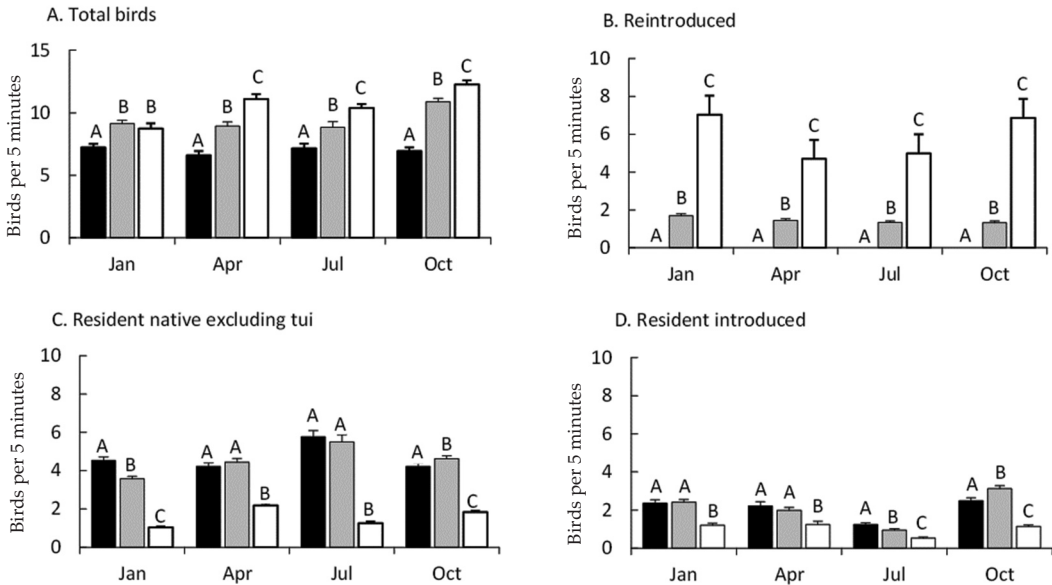 A. Total birds
15
10
5
0
Birds per 5 minutes
A B B
A B C
A B C
A B C
Jan Apr Jul Oct
B. Reintroduced
10
8
6
4
2
0
Birds per 5 minutes
A B C
A B C
A B C
A B C
Jan Apr Jul Oct
C. Resident native excluding tui
10
8
6
4
2
0
Birds per 5 minutes
A B C
A A B
A A B
A B C
Jan Apr Jul Oct
D. Resident introduced
10
8
6
4
2
0
Birds per 5 minutes
A A B
A A B
A B C
A B C
Jan Apr Jul Oct